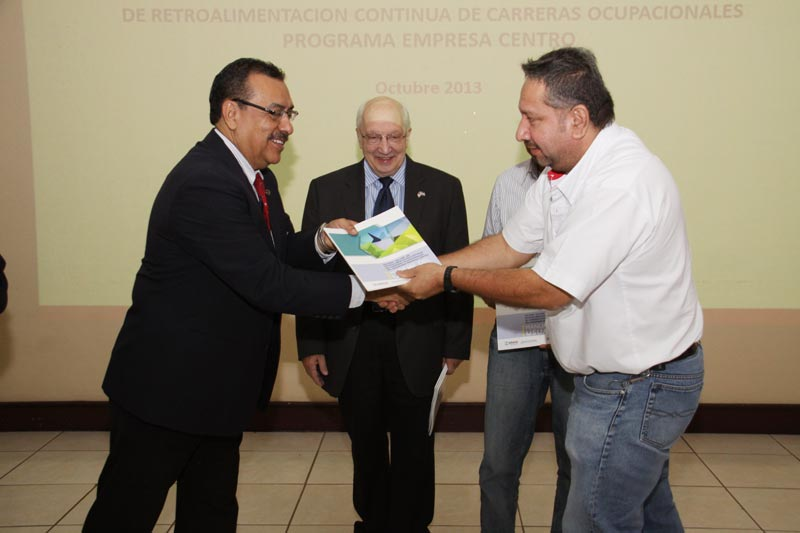 DE RETROALIMENTACION CONTINUA DE CARRERAS OCUPACIONALES
PROGRAMA EMPRESA CENTRO
Octubre 2013